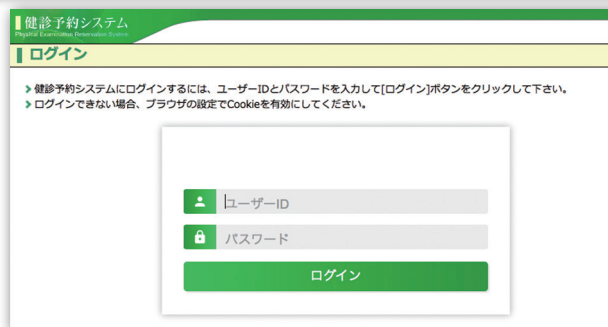 健診予約システム
Physical Examination Reservation System
ログイン
健診予約システムにログインするには、ユーザーIDとパスワードを入力して[ログイン]ボタンをクリックして下さい。
ログインできない場合、ブラウザの設定でCookieを有効にしてください。
ユーザーID
パスワード
ログイン